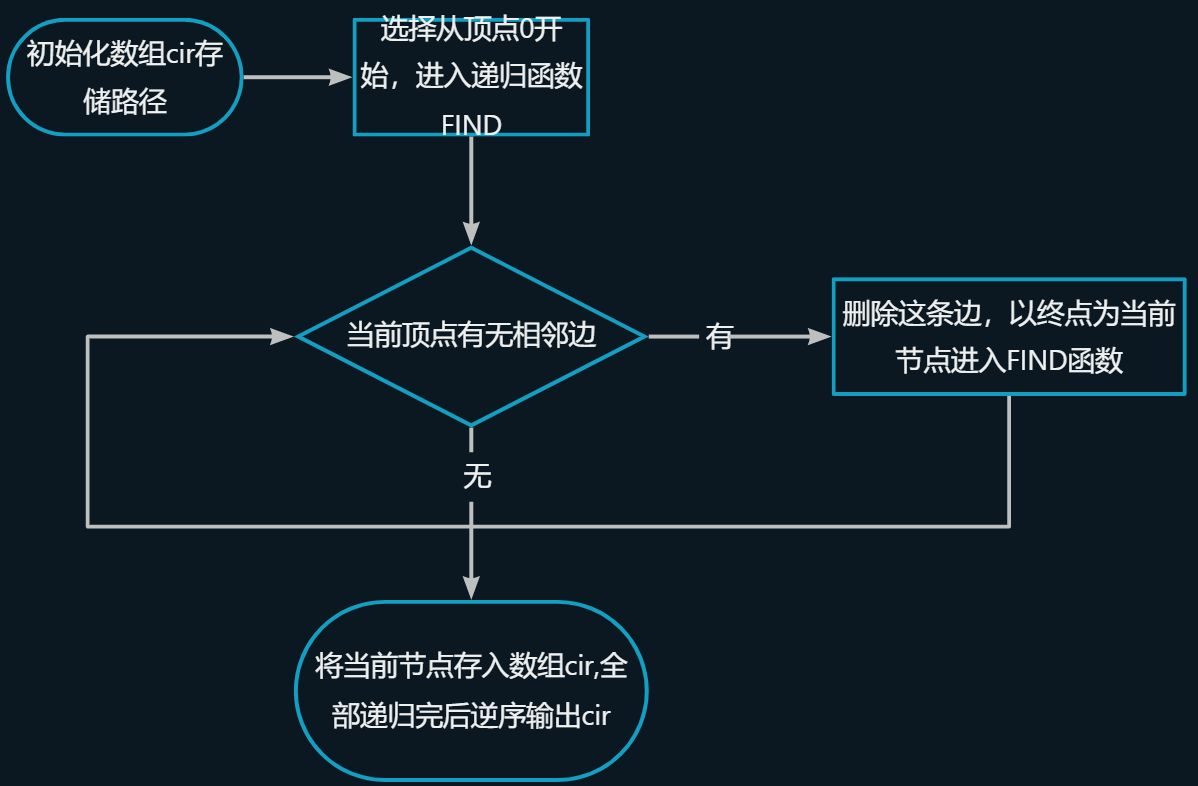 初始化数组cir存
储路径
选择从顶点0开
始，进入递归函数
FIND
当前顶点有无相邻边
有
删除这条边，以终点为当前
节点进入FIND函数
无
将当前节点存入数组cir,全
部递归完后逆序输出cir